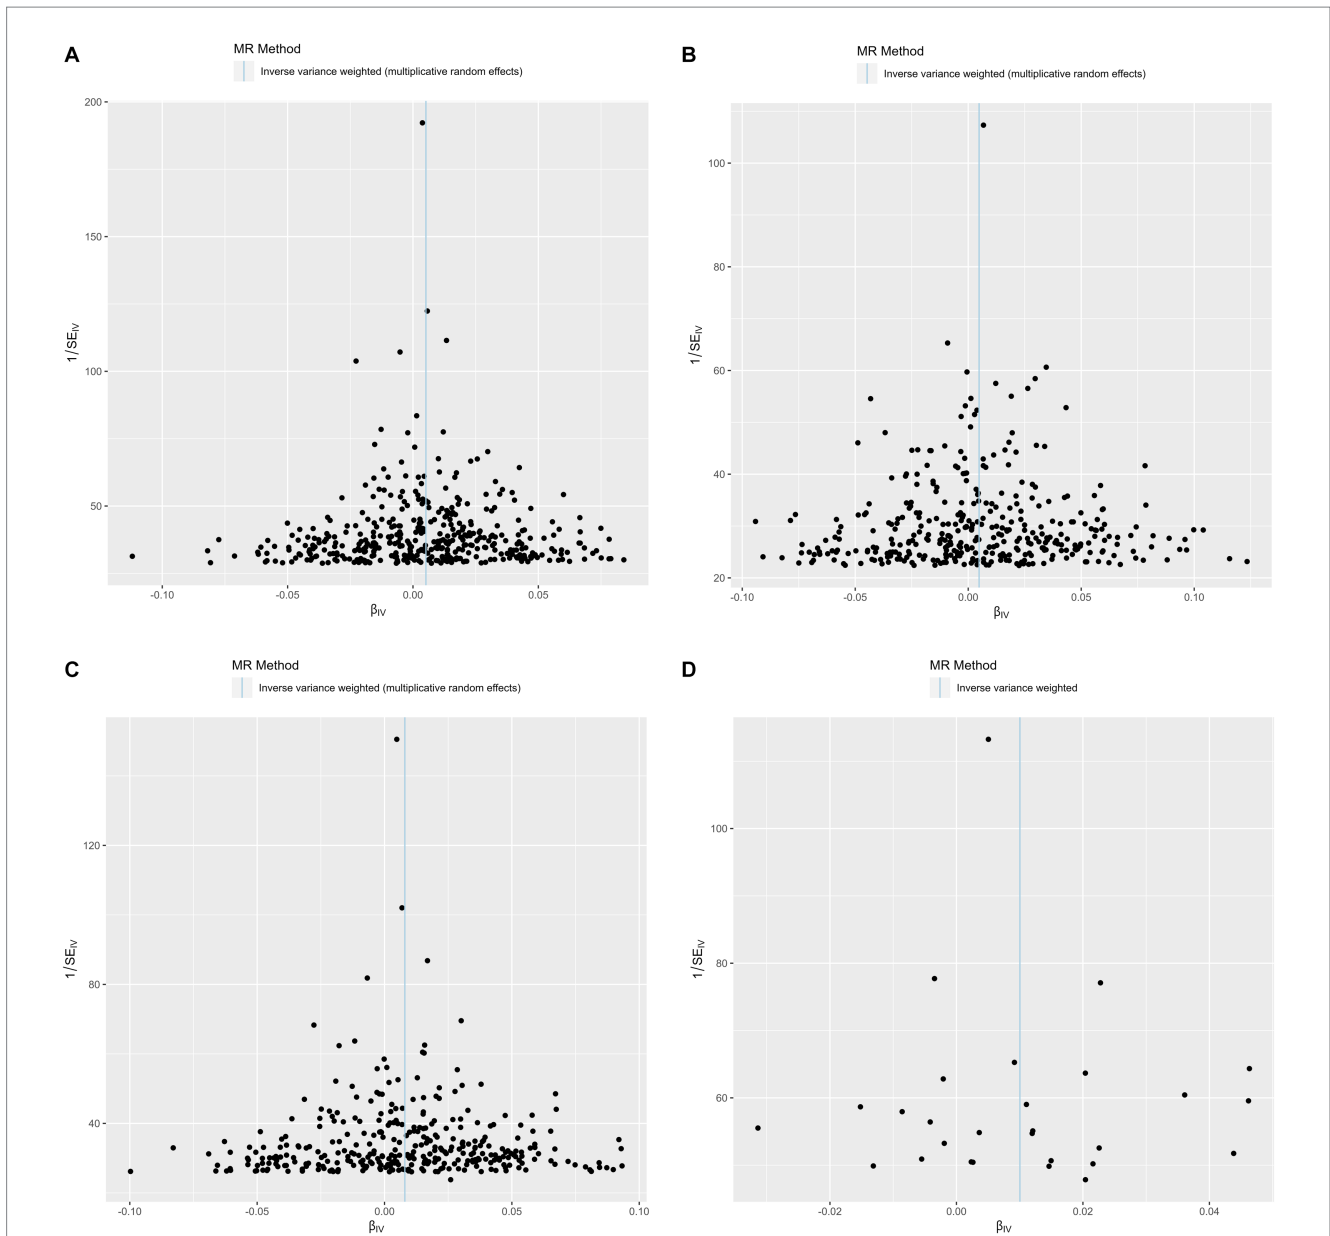 A
MR Method
Inverse variance weighted (multiplicative random effects)
200
150
100
50
1/SE_IV
-0.10 -0.05 0.00 0.05
β_IV
B
MR Method
Inverse variance weighted (multiplicative random effects)
100
80
60
40
20
1/SE_IV
-0.10 -0.05 0.00 0.05 0.10
β_IV
C
MR Method
Inverse variance weighted (multiplicative random effects)
120
80
40
1/SE_IV
-0.10 -0.05 0.00 0.05 0.10
β_IV
D
MR Method
Inverse variance weighted
100
80
60
1/SE_IV
-0.02 0.00 0.02 0.04
β_IV